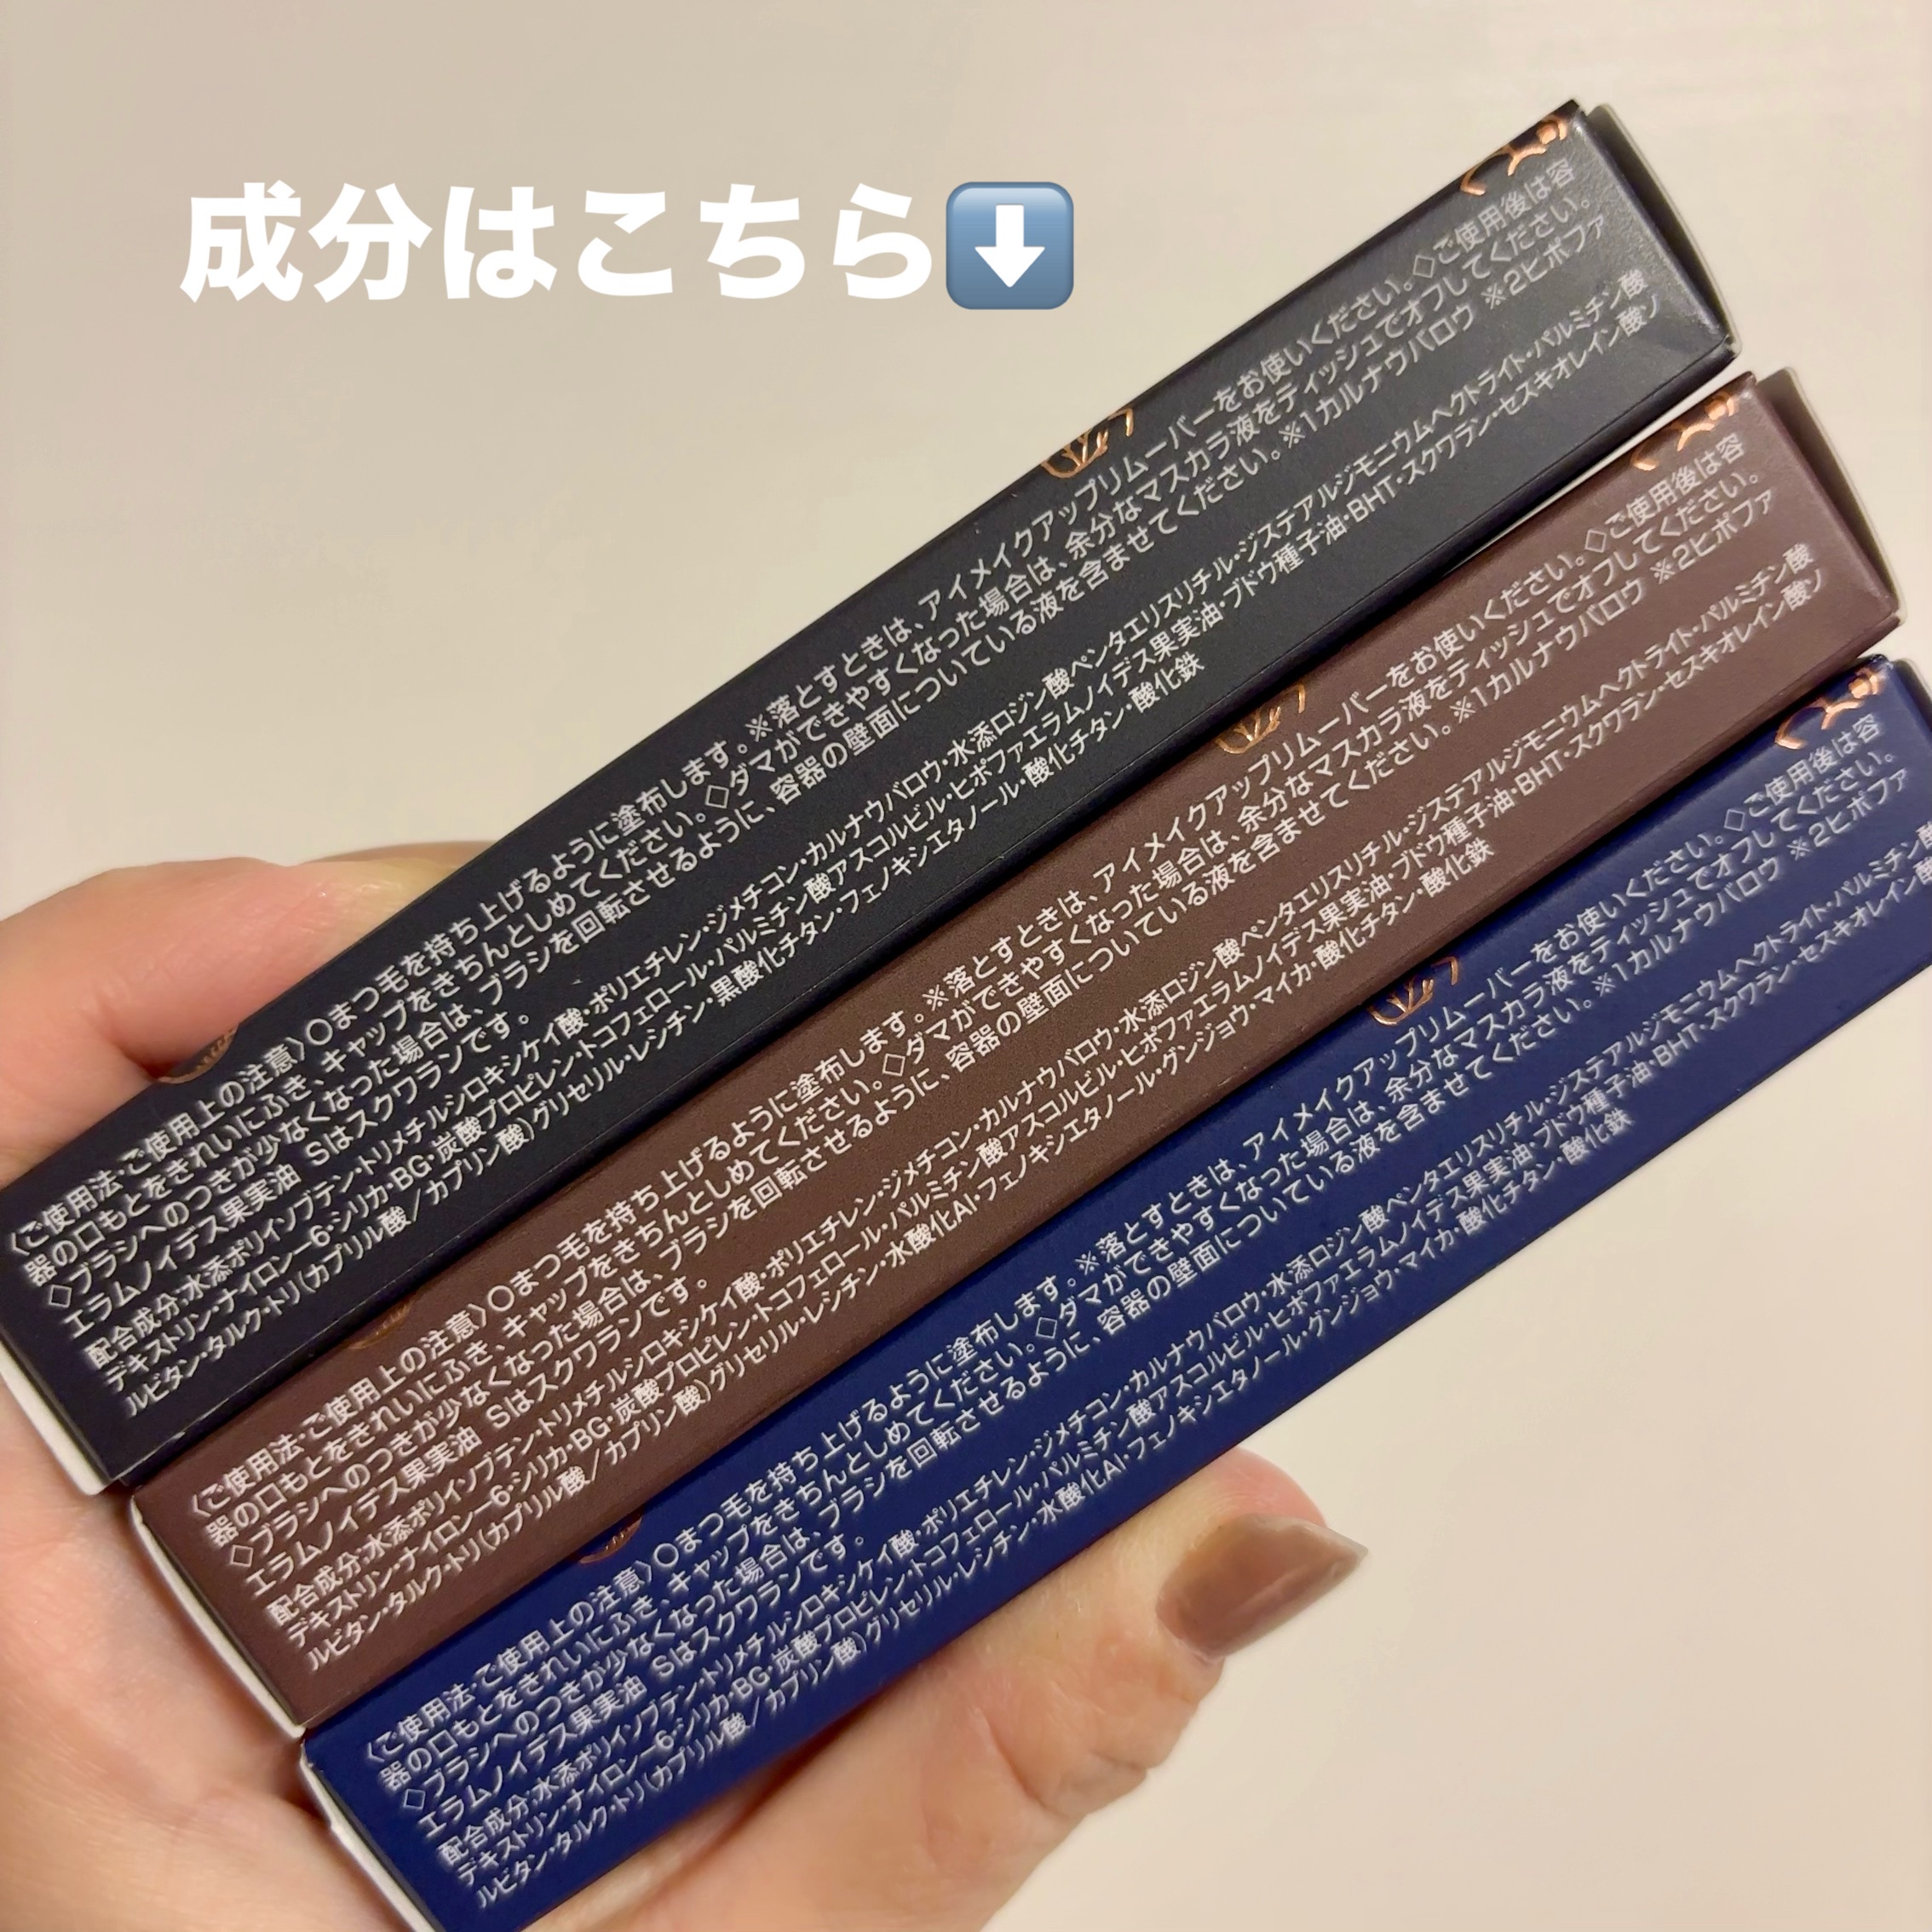 成分はこちら⬇️
〈ご使用法・ご使用上の注意〉○まつ毛を持ち上げるように塗布します。※落とすときは、アイメイクアップリムーバーをお使いください。◇ご使用後は容
器の口もとをきれいにふき、キャップをきちんとしめてください。◇ダマができやすくなった場合は、余分なマスカラ液をティッシュでオフしてください。
◇ブラシへのつきが少なくなった場合は、ブラシを回転させるように、容器の壁面についている液を含ませてください。※1カルナウバロウ ※2ヒポファ
エラムノイデス果実油 Sはスクワランです。
配合成分:水添ポリイソブテン・トリメチルシロキシケイ酸・ポリエチレン・ジメチコン・カルナウバロウ・水添ロジン酸ペンタエリスリチル・ジステアルジモニウムヘクトライト・パルミチン酸
デキストリン・ナイロン-6・シリカ・BG・炭酸プロピレン・トコフェロール・パルミチン酸アスコルビル・ヒポファエラムノイデス果実油・ブドウ種子油・BHT・スクワラン・セスキオレイン酸ソ
ルビタン・タルク・トリ(カプリル酸/カプリン酸)グリセリル・レシチン・黒酸化チタン・フェノキシエタノール・酸化チタン・酸化鉄
〈ご使用法・ご使用上の注意〉○まつ毛を持ち上げるように塗布します。※落とすときは、アイメイクアップリムーバーをお使いください。◇ご使用後は容
器の口もとをきれいにふき、キャップをきちんとしめてください。◇ダマができやすくなった場合は、余分なマスカラ液をティッシュでオフしてください。
◇ブラシへのつきが少なくなった場合は、ブラシを回転させるように、容器の壁面についている液を含ませてください。※1カルナウバロウ ※2ヒポファ
エラムノイデス果実油 Sはスクワランです。
配合成分:水添ポリイソブテン・トリメチルシロキシケイ酸・ポリエチレン・ジメチコン・カルナウバロウ・水添ロジン酸ペンタエリスリチル・ジステアルジモニウムヘクトライト・パルミチン酸
デキストリン・ナイロン-6・シリカ・BG・炭酸プロピレン・トコフェロール・パルミチン酸アスコルビル・ヒポファエラムノイデス果実油・ブドウ種子油・BHT・スクワラン・セスキオレイン酸ソ
ルビタン・タルク・トリ(カプリル酸/カプリン酸)グリセリル・レシチン・水酸化Al・フェノキシエタノール・グンジョウ・マイカ・酸化チタン・酸化鉄
〈ご使用法・ご使用上の注意〉○まつ毛を持ち上げるように塗布します。※落とすときは、アイメイクアップリムーバーをお使いください。◇ご使用後は容
器の口もとをきれいにふき、キャップをきちんとしめてください。◇ダマができやすくなった場合は、余分なマスカラ液をティッシュでオフしてください。
◇ブラシへのつきが少なくなった場合は、ブラシを回転させるように、容器の壁面についている液を含ませてください。※1カルナウバロウ ※2ヒポファ
エラムノイデス果実油 Sはスクワランです。
配合成分:水添ポリイソブテン・トリメチルシロキシケイ酸・ポリエチレン・ジメチコン・カルナウバロウ・水添ロジン酸ペンタエリスリチル・ジステアルジモニウムヘクトライト・パルミチン酸
デキストリン・ナイロン-6・シリカ・BG・炭酸プロピレン・トコフェロール・パルミチン酸アスコルビル・ヒポファエラムノイデス果実油・ブドウ種子油・BHT・スクワラン・セスキオレイン酸
ルビタン・タルク・トリ(カプリル酸/カプリン酸)グリセリル・レシチン・水酸化Al・フェノキシエタノール・グンジョウ・マイカ・酸化チタン・酸化鉄